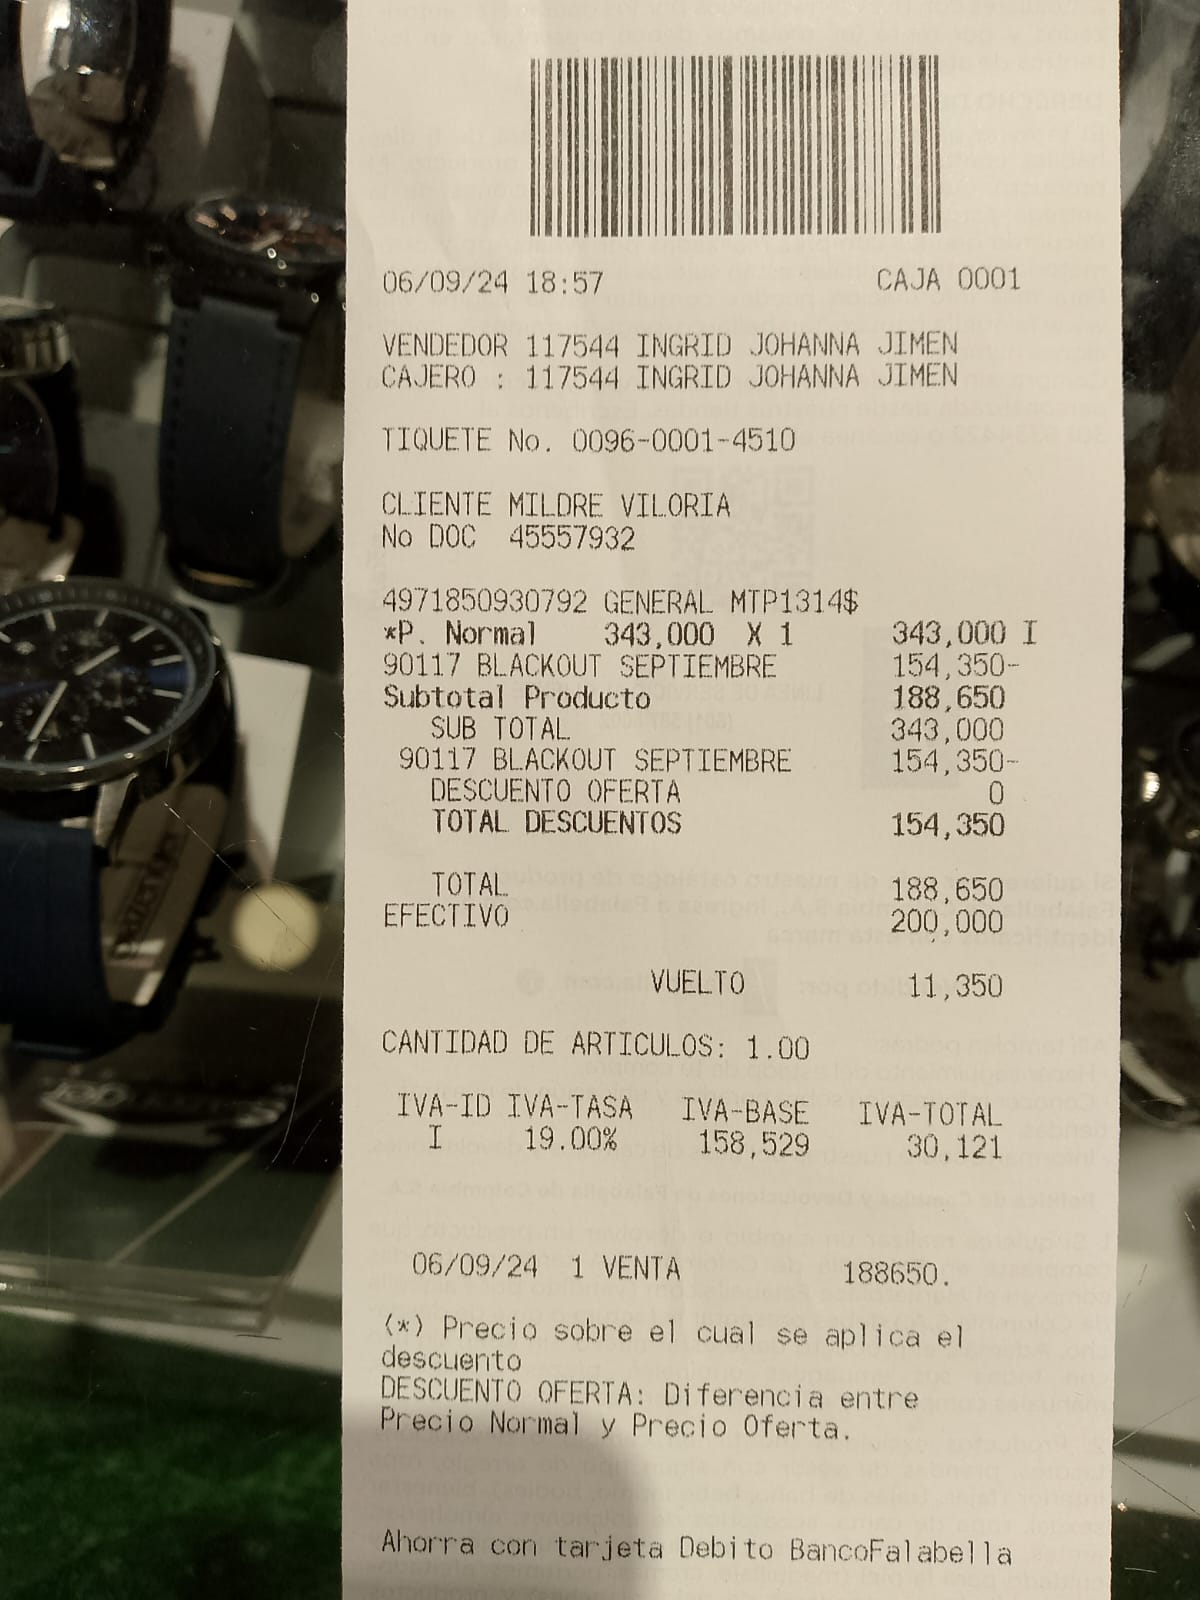 06/09/24 18:57 CAJA 0001
VENDEDOR 117544 INGRID JOHANNA JIMEN
CAJERO : 117544 INGRID JOHANNA JIMEN
TIQUETE No. 0096-0001-4510
CLIENTE MILDRE VILORIA
No DOC 45557932
4971850930792 GENERAL MTP1314$
*P. Normal 343,000 X 1 343,000 I
90117 BLACKOUT SEPTIEMBRE 154,350-
Subtotal Producto 188,650
SUB TOTAL 343,000
90117 BLACKOUT SEPTIEMBRE 154,350-
DESCUENTO OFERTA 0
TOTAL DESCUENTOS 154,350
TOTAL 188,650
EFECTIVO 200,000
VUELTO 11,350
CANTIDAD DE ARTICULOS: 1.00
IVA-ID IVA-TASA IVA-BASE IVA-TOTAL
I 19.00% 158,529 30,121
06/09/24 1 VENTA 188650.
(*) Precio sobre el cual se aplica el
descuento
DESCUENTO OFERTA: Diferencia entre
Precio Normal y Precio Oferta.
Ahorra con tarjeta Debito BancoFalabella